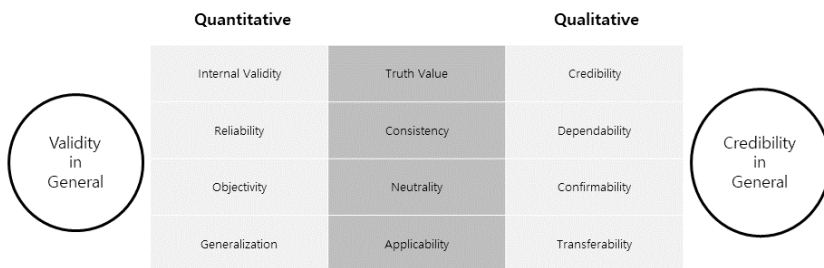 Quantitative
Qualitative
Internal Validity
Truth Value
Credibility
Reliability
Consistency
Dependability
Validity
in
General
Credibility
in
General
Objectivity
Neutrality
Confirmability
Generalization
Applicability
Transferability